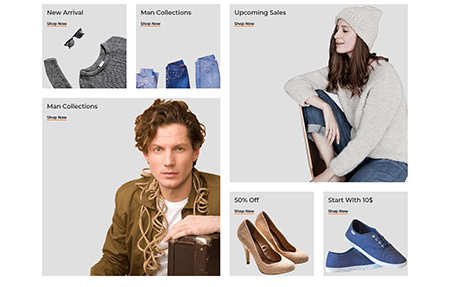 New Arrival
Shop Now
Man Collections
Shop Now
Upcoming Sales
Shop Now
Man Collections
Shop Now
50% Off
Shop Now
Start With 10$
Shop Now